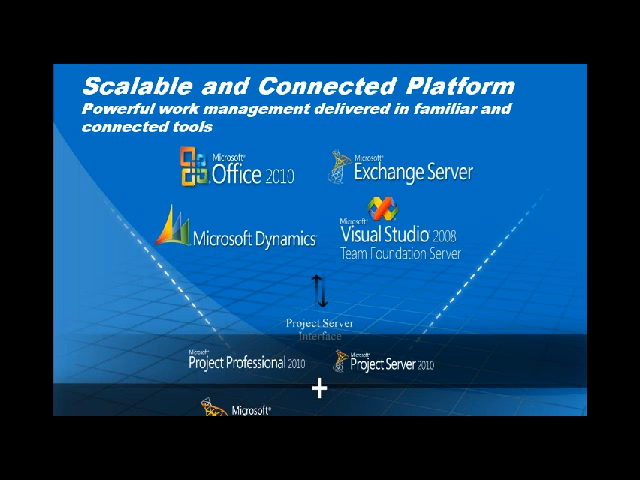 Scalable and Connected Platform
Powerful work management delivered in familiar and
connected tools
Microsoft®
Office 2010
Microsoft®
Exchange Server
Microsoft Dynamics®
Microsoft®
Visual Studio® 2008
Team Foundation Server
Project Server
Interface
Microsoft®
Project Professional 2010
Microsoft®
Project Server 2010
+
Microsoft®